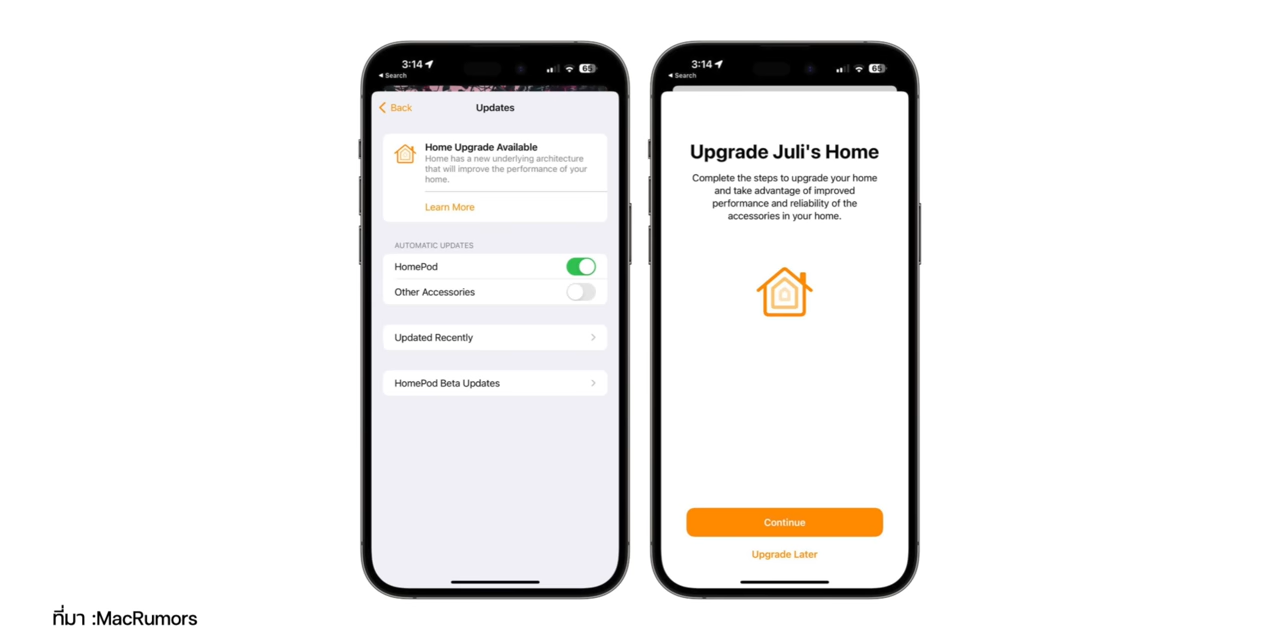 3:14
◀ Search
65
Back
Updates
Home Upgrade Available
Home has a new underlying architecture
that will improve the performance of your
home.
Learn More
AUTOMATIC UPDATES
HomePod
Other Accessories
Updated Recently
HomePod Beta Updates
3:14
◀ Search
65
Upgrade Juli's Home
Complete the steps to upgrade your home
and take advantage of improved
performance and reliability of the
accessories in your home.
Continue
Upgrade Later
ที่มา :MacRumors